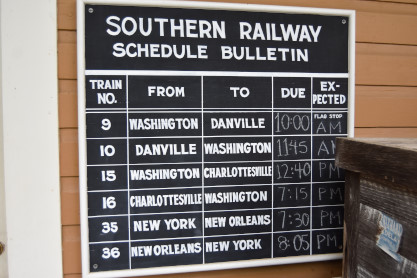 SOUTHERN RAILWAY
SCHEDULE BULLETIN
TRAIN NO. FROM TO DUE EX-PECTED
9 WASHINGTON DANVILLE 10:00 FLAG STOP AM
10 DANVILLE WASHINGTON 1145 AM
15 WASHINGTON CHARLOTTESVILLE 12:40 PM
16 CHARLOTTESVILLE WASHINGTON 7:15 PM
35 NEW YORK NEW ORLEANS 7:30 PM
36 NEW ORLEANS NEW YORK 8:05 PM